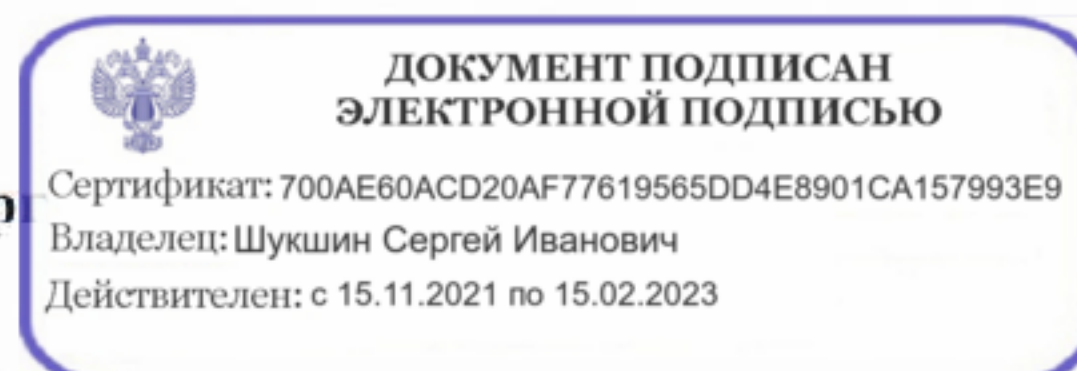 ДОКУМЕНТ ПОДПИСАН
ЭЛЕКТРОННОЙ ПОДПИСЬЮ
Сертификат: 700AE60ACD20AF77619565DD4E8901CA157993E9
Владелец: Шукшин Сергей Иванович
Действителен: с 15.11.2021 по 15.02.2023